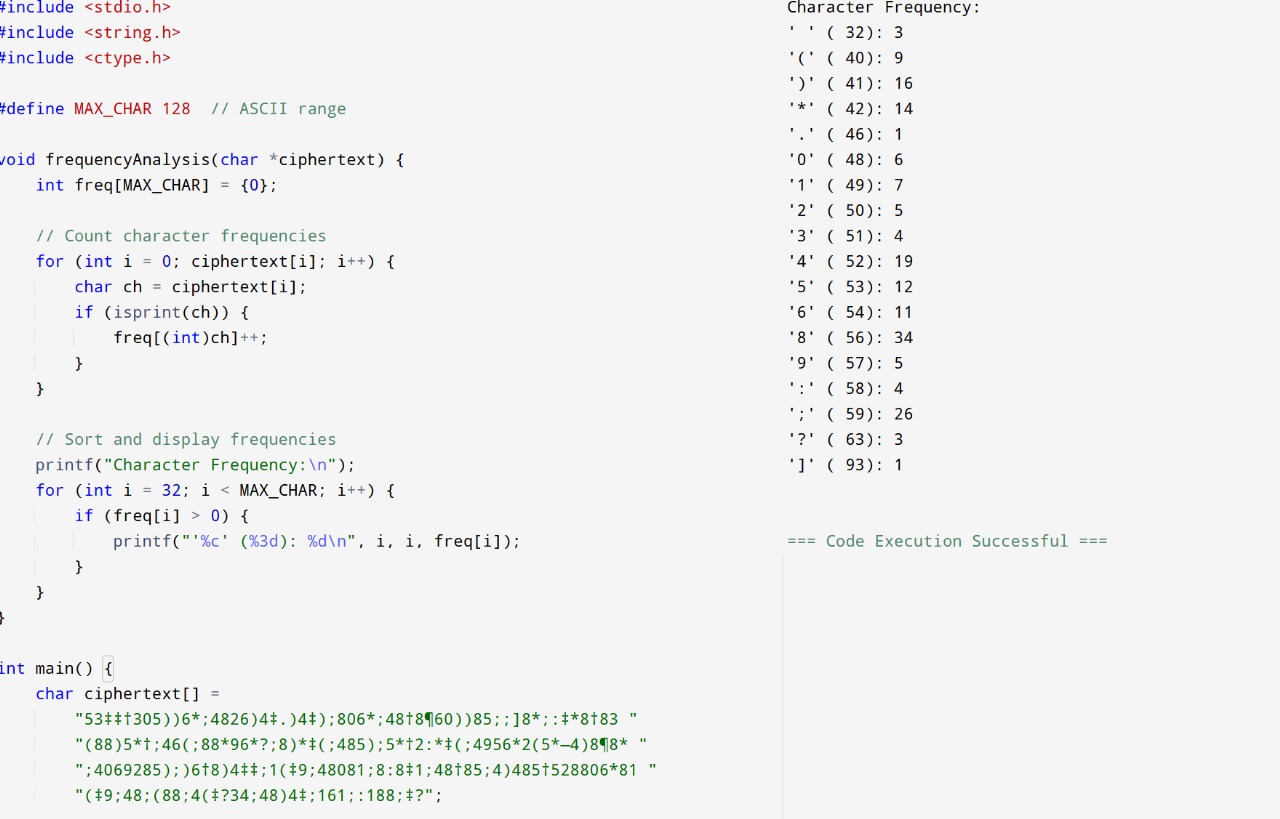 #include <stdio.h>
#include <string.h>
#include <ctype.h>
#define MAX_CHAR 128  // ASCII range
void frequencyAnalysis(char *ciphertext) {
    int freq[MAX_CHAR] = {0};
    // Count character frequencies
    for (int i = 0; ciphertext[i]; i++) {
        char ch = ciphertext[i];
        if (isprint(ch)) {
            freq[(int)ch]++;
        }
    }
    // Sort and display frequencies
    printf("Character Frequency:\n");
    for (int i = 32; i < MAX_CHAR; i++) {
        if (freq[i] > 0) {
            printf("'%c' (%3d): %d\n", i, i, freq[i]);
        }
    }
}
int main() {
    char ciphertext[] =
        "53‡‡†305))6*;4826)4‡.)4‡);806*;48†8¶60))85;;]8*;:‡*8†83 "
        "(88)5*†;46(;88*96*?;8)*‡(;485);5*†2:*‡(;4956*2(5*—4)8¶8* "
        ";4069285);)6†8)4‡‡;1(‡9;48081;8:8‡1;48†85;4)485†528806*81 "
        "(‡9;48;(88;4(‡?34;48)4‡;161;:188;‡?";
Character Frequency:
' ' ( 32): 3
'(' ( 40): 9
')' ( 41): 16
'*' ( 42): 14
'.' ( 46): 1
'0' ( 48): 6
'1' ( 49): 7
'2' ( 50): 5
'3' ( 51): 4
'4' ( 52): 19
'5' ( 53): 12
'6' ( 54): 11
'8' ( 56): 34
'9' ( 57): 5
':' ( 58): 4
';' ( 59): 26
'?' ( 63): 3
']' ( 93): 1
=== Code Execution Successful ===